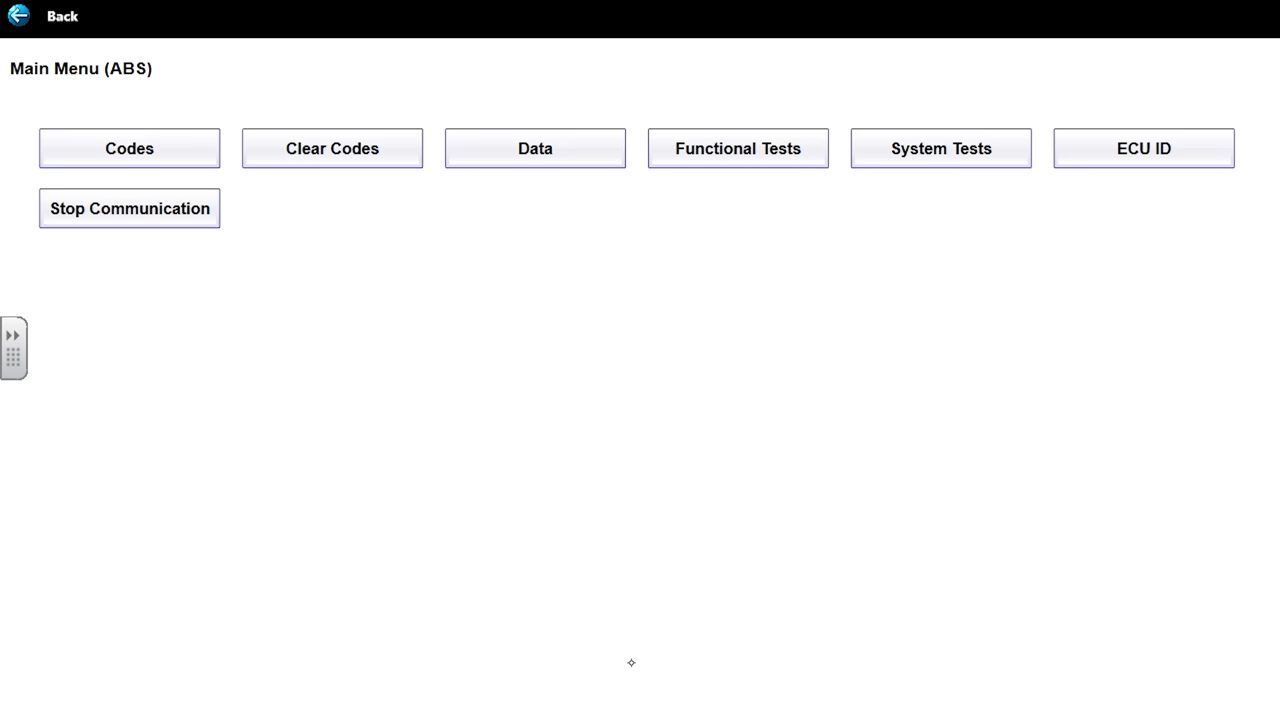 Back
Main Menu (ABS)
Codes Clear Codes Data Functional Tests System Tests ECU ID
Stop Communication